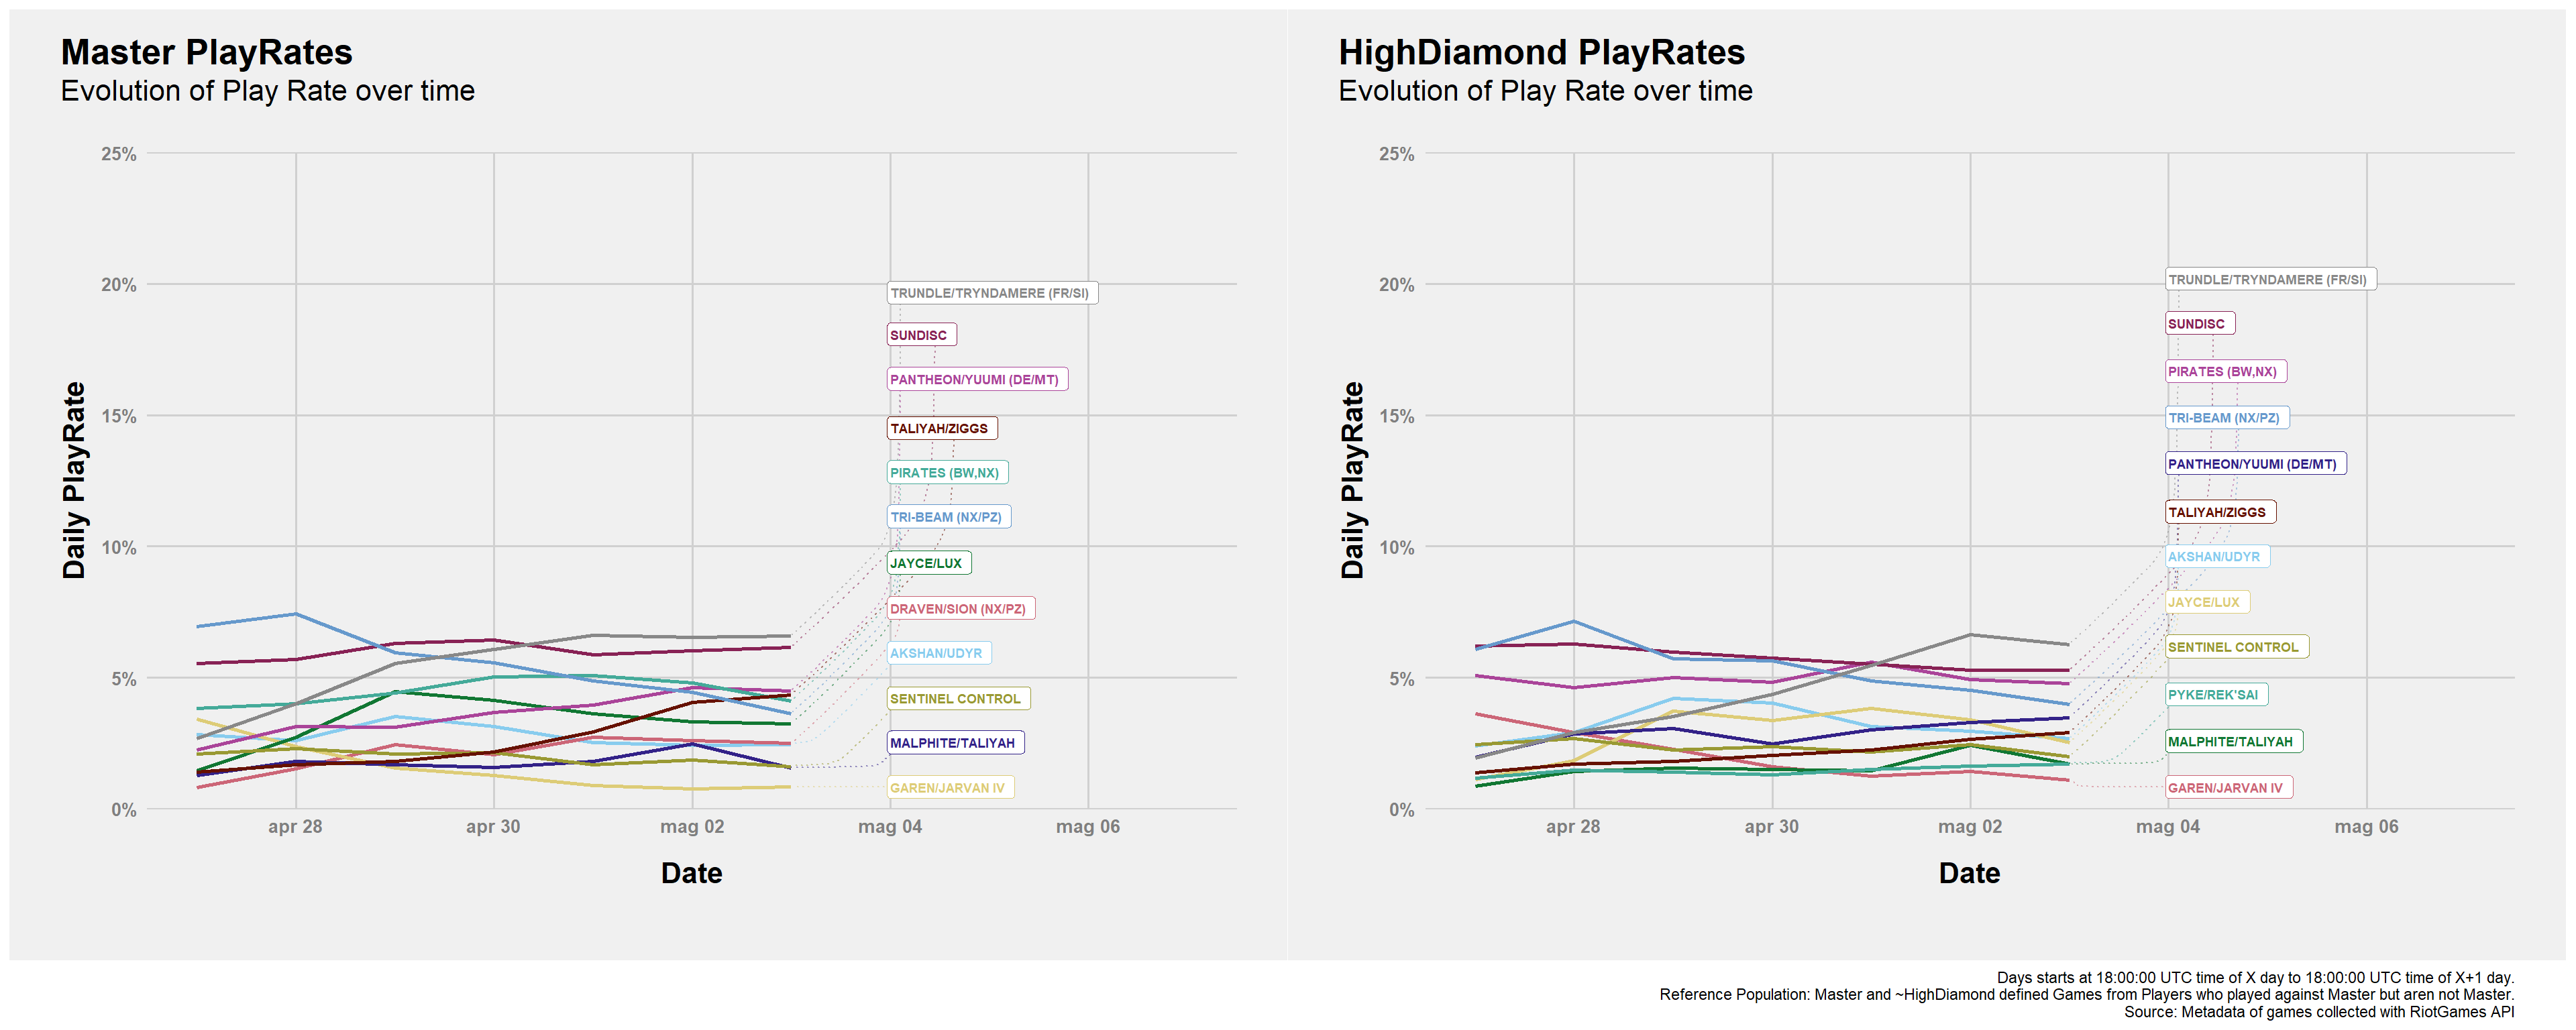 Master PlayRates
Evolution of Play Rate over time
25%
20%
15%
10%
5%
0%
Daily PlayRate
TRUNDLE/TRYNDAMERE (FR/SI)
SUNDISC
PANTHEON/YUUMI (DE/MT)
TALIYAH/ZIGGS
PIRATES (BW,NX)
TRI-BEAM (NX/PZ)
JAYCE/LUX
DRAVEN/SION (NX/PZ)
AKSHAN/UDYR
SENTINEL CONTROL
MALPHITE/TALIYAH
GAREN/JARVAN IV
apr 28
apr 30
mag 02
mag 04
mag 06
Date
HighDiamond PlayRates
Evolution of Play Rate over time
25%
20%
15%
10%
5%
0%
Daily PlayRate
TRUNDLE/TRYNDAMERE (FR/SI)
SUNDISC
PIRATES (BW,NX)
TRI-BEAM (NX/PZ)
PANTHEON/YUUMI (DE/MT)
TALIYAH/ZIGGS
AKSHAN/UDYR
JAYCE/LUX
SENTINEL CONTROL
PYKE/REK'SAI
MALPHITE/TALIYAH
GAREN/JARVAN IV
apr 28
apr 30
mag 02
mag 04
mag 06
Date
Days starts at 18:00:00 UTC time of X day to 18:00:00 UTC time of X+1 day.
Reference Population: Master and ~HighDiamond defined Games from Players who played against Master but aren not Master.
Source: Metadata of games collected with RiotGames API